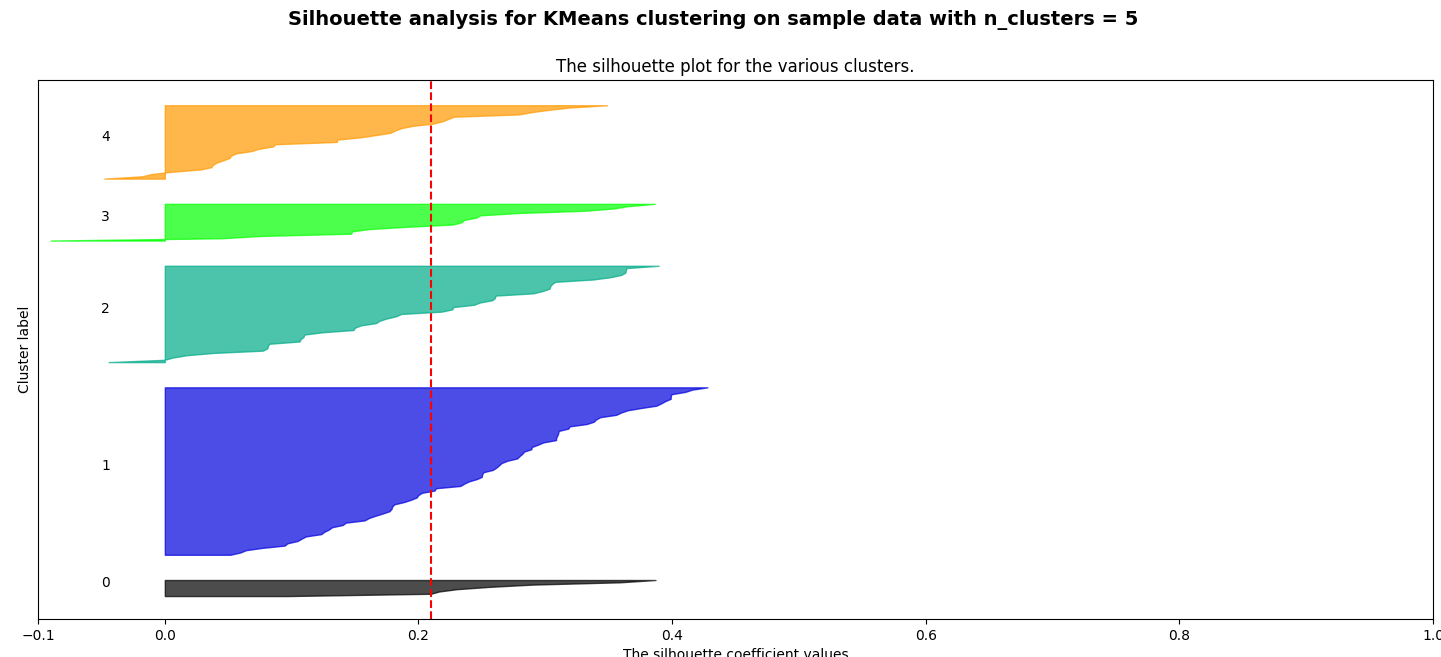 Silhouette analysis for KMeans clustering on sample data with n_clusters = 5
The silhouette plot for the various clusters.
4
3
2
Cluster label
1
0
−0.1 0.0 0.2 0.4 0.6 0.8 1.0
The silhouette coefficient values